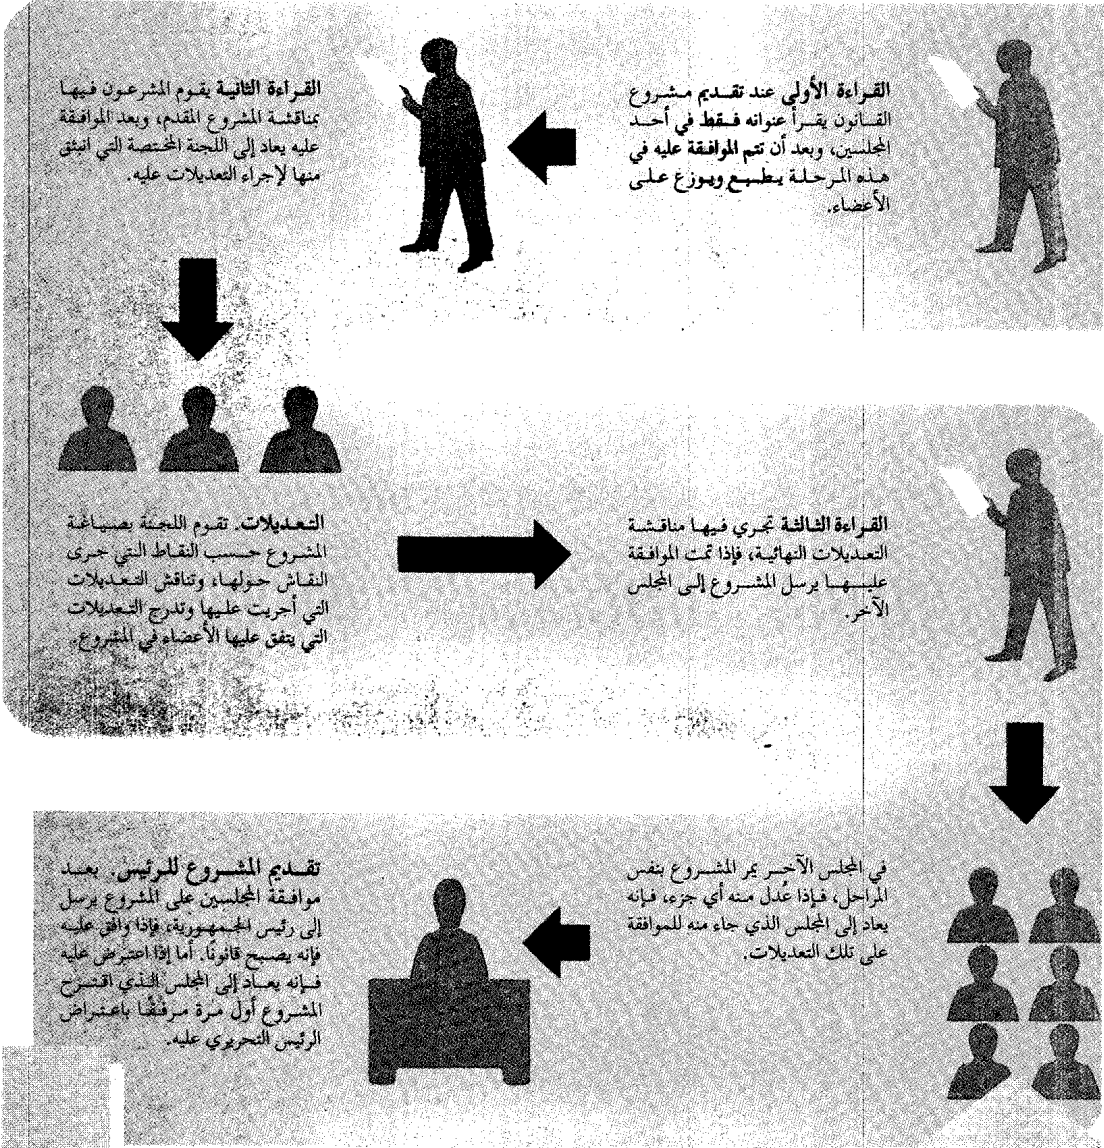 القراءة الأولى عند تقديم مشروع
القانون يقرأ عنوانه فقط في أحد
المجلسين، وبعد أن تتم الموافقة عليه في
هذه المرحلة يطبع ويوزع على
الأعضاء.
القراءة الثانية يقوم المشرعون فيها
بمناقشة المشروع المقدم، وبعد الموافقة
عليه يعاد إلى اللجنة المختصة التي انبثق
منها لإجراء التعديلات عليه.
التعديلات. تقوم اللجنة بصياغة
المشروع حسب النقاط التي جرى
النقاش حولها، وتناقش التعديلات
التي أجريت عليها وتدرج التعديلات
التي يتفق عليها الأعضاء في المشروع.
القراءة الثالثة تجري فيها مناقشة
التعديلات النهائية، فإذا تمت الموافقة
عليها يرسل المشروع إلى المجلس
الآخر.
في المجلس الآخر يمر المشروع بنفس
المراحل، فإذا عُدل منه أي جزء، فإنه
يعاد إلى المجلس الذي جاء منه للموافقة
على تلك التعديلات.
تقديم المشروع للرئيس. بعد
موافقة المجلسين على المشروع يرسل
إلى رئيس الجمهورية، فإذا وافق عليه
فإنه يصبح قانونًا. أما إذا اعترض عليه
فإنه يعاد إلى المجلس الذي اقترح
المشروع أول مرة مرفقًا باعتراض
الرئيس التحريري عليه.